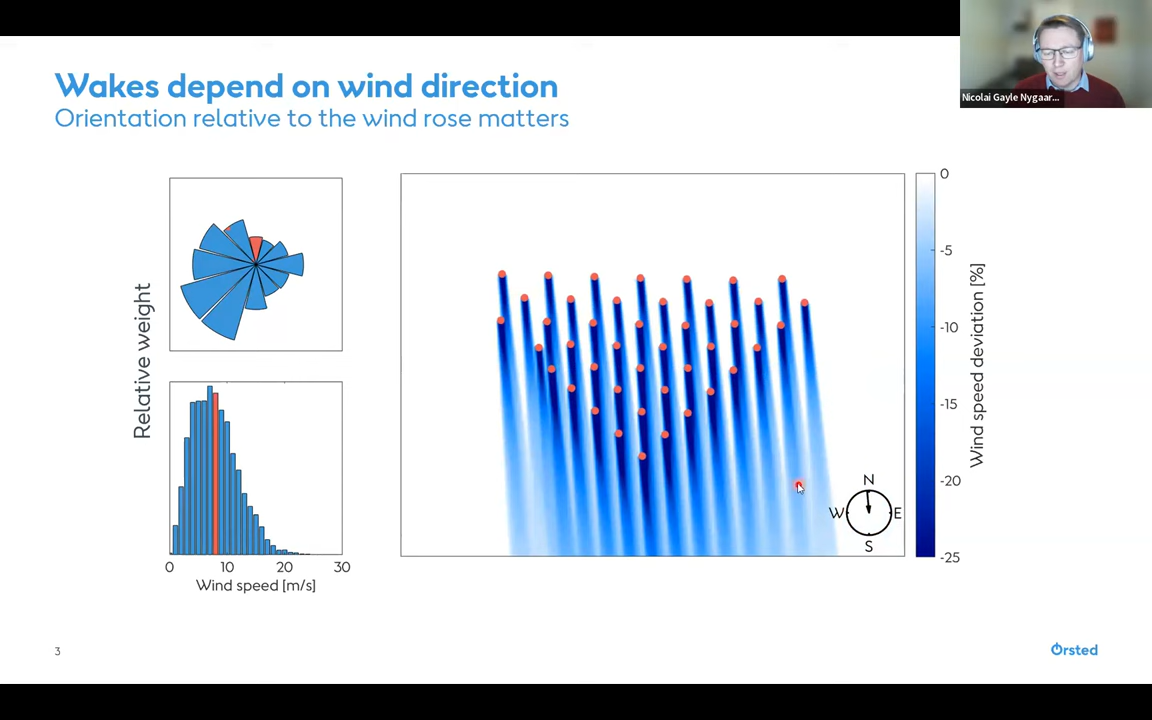 Wakes depend on wind direction
Orientation relative to the wind rose matters
Nicolai Gayle Nygaar...
Relative weight
0
10
20
30
Wind speed [m/s]
N
W
E
S
0
-5
-10
-15
-20
-25
Wind speed deviation [%]
3
Ørsted